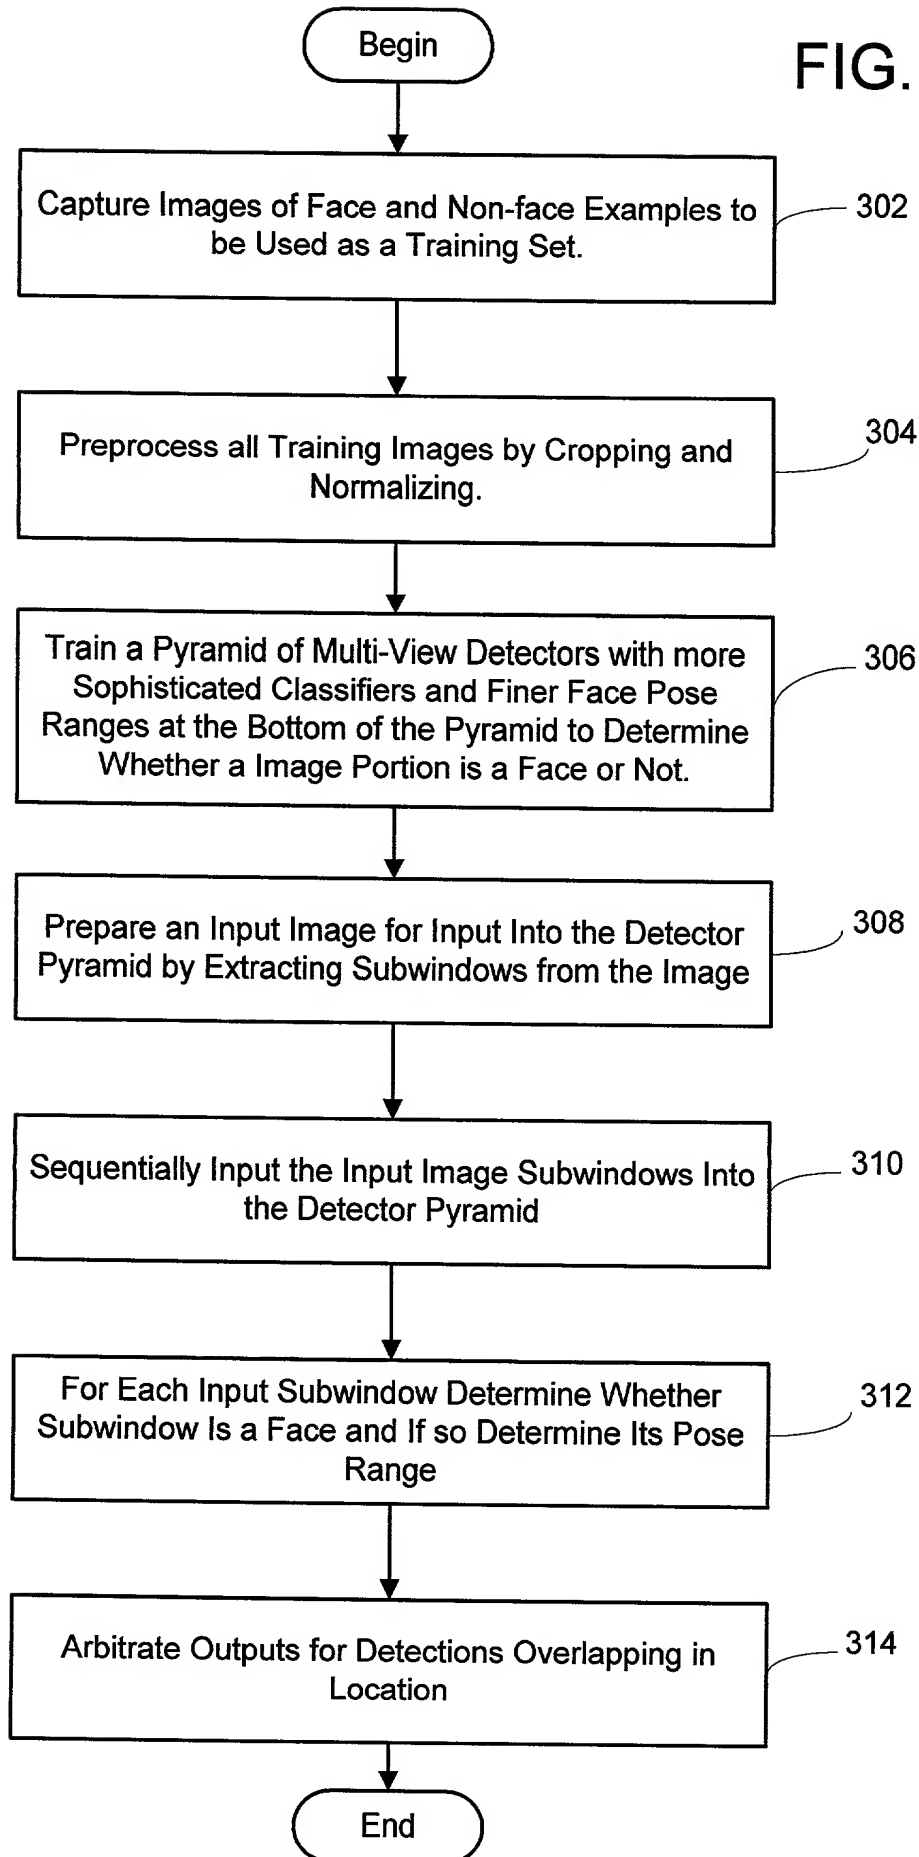 Begin
FIG.
Capture Images of Face and Non-face Examples to
be Used as a Training Set.
302
Preprocess all Training Images by Cropping and
Normalizing.
304
Train a Pyramid of Multi-View Detectors with more
Sophisticated Classifiers and Finer Face Pose
Ranges at the Bottom of the Pyramid to Determine
Whether a Image Portion is a Face or Not.
306
Prepare an Input Image for Input Into the Detector
Pyramid by Extracting Subwindows from the Image
308
Sequentially Input the Input Image Subwindows Into
the Detector Pyramid
310
For Each Input Subwindow Determine Whether
Subwindow Is a Face and If so Determine Its Pose
Range
312
Arbitrate Outputs for Detections Overlapping in
Location
314
End